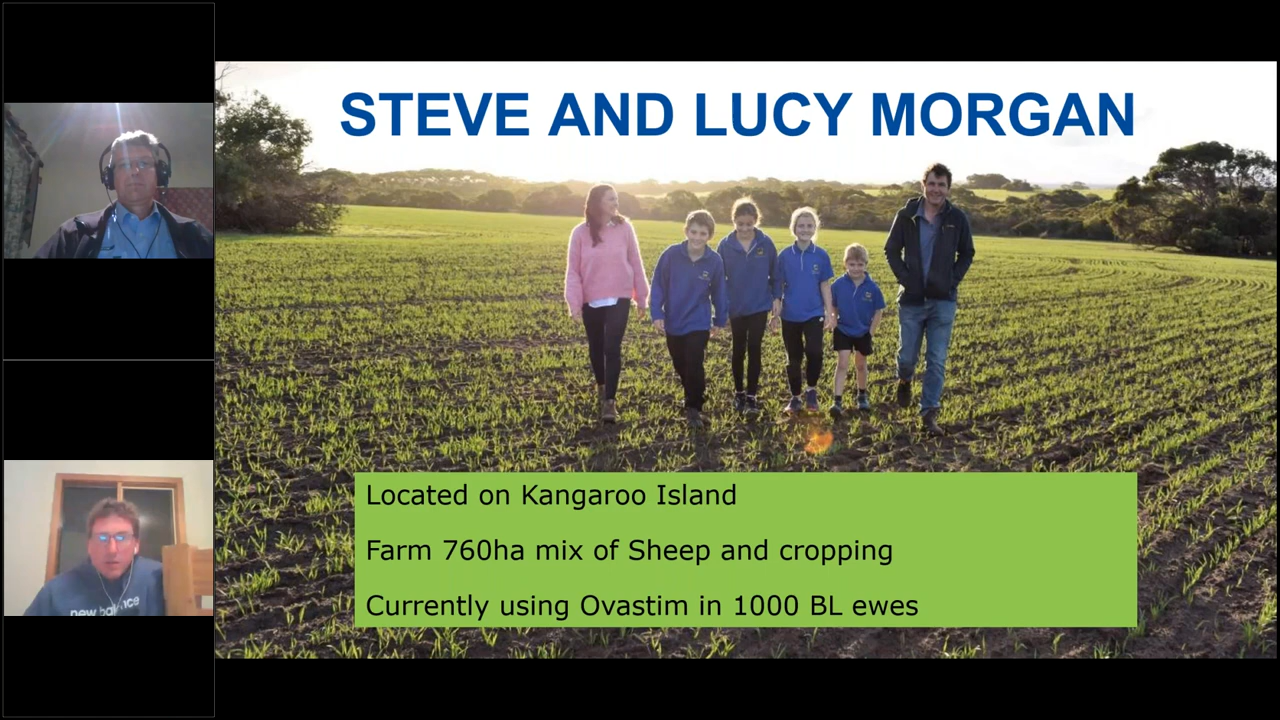 STEVE AND LUCY MORGAN
Located on Kangaroo Island
Farm 760ha mix of Sheep and cropping
Currently using Ovastim in 1000 BL ewes
new balance